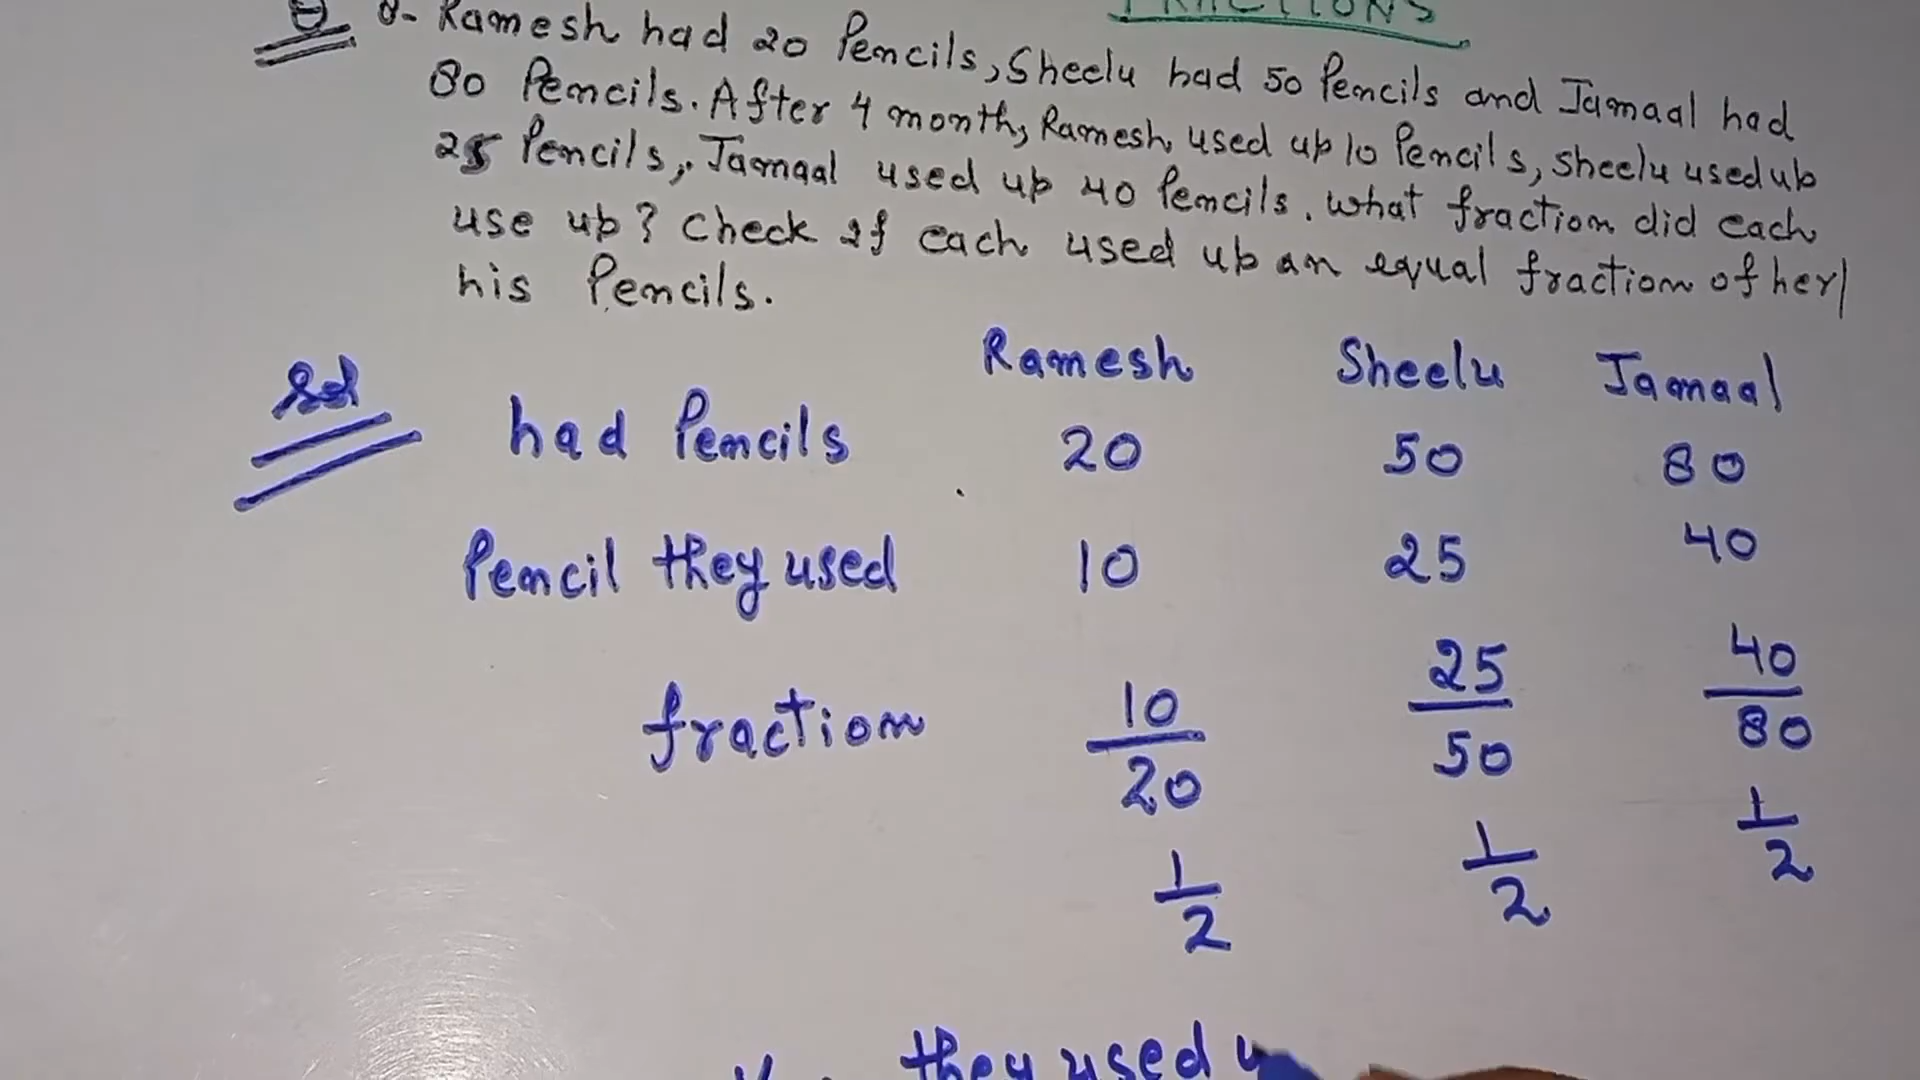 FRACTIONS
Ramesh had 20 Pencils, Sheelu had 50 Pencils and Jamaal had
80 Pencils. After 4 month, Ramesh used up 10 Pencils, Sheelu used up
25 Pencils, Jamaal used up 40 Pencils. what fraction did each
use up? Check if each used up an equal fraction of her/
his Pencils.
Sol
Ramesh Sheelu Jamaal
had Pencils 20 50 80
Pencil they used 10 25 40
fraction 10/20 25/50 40/80
1/2 1/2 1/2
they used